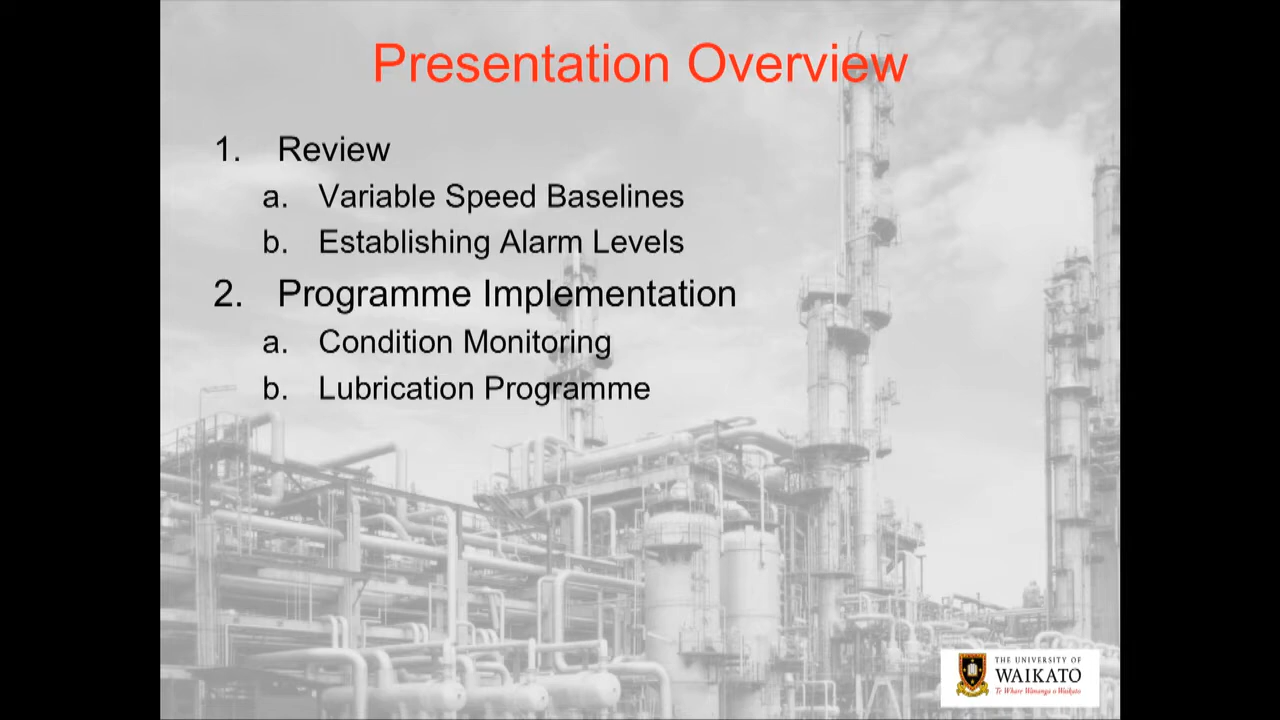 Presentation Overview
1. Review
a. Variable Speed Baselines
b. Establishing Alarm Levels
2. Programme Implementation
a. Condition Monitoring
b. Lubrication Programme
THE UNIVERSITY OF
WAIKATO
Te Whare Wananga o Waikato